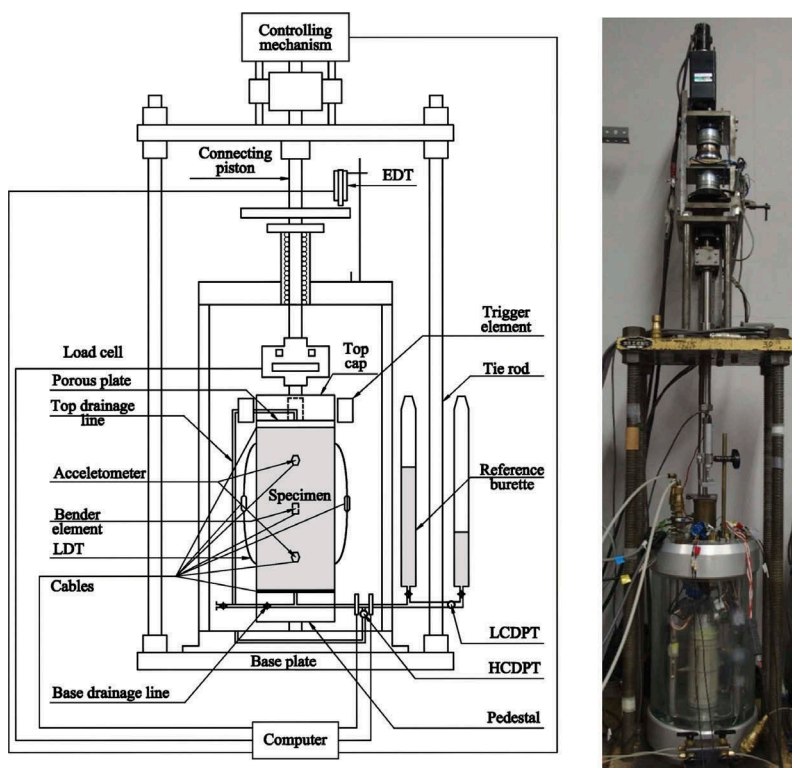 Controlling
mechanism
Connecting
piston
EDT
Trigger
element
Load cell
Top
cap
Porous plate
Tie rod
Top drainage
line
Acceletometer
Reference
burette
Specimen
Bender
element
LDT
Cables
LCDPT
Base plate
HCDPT
Base drainage line
Pedestal
Computer